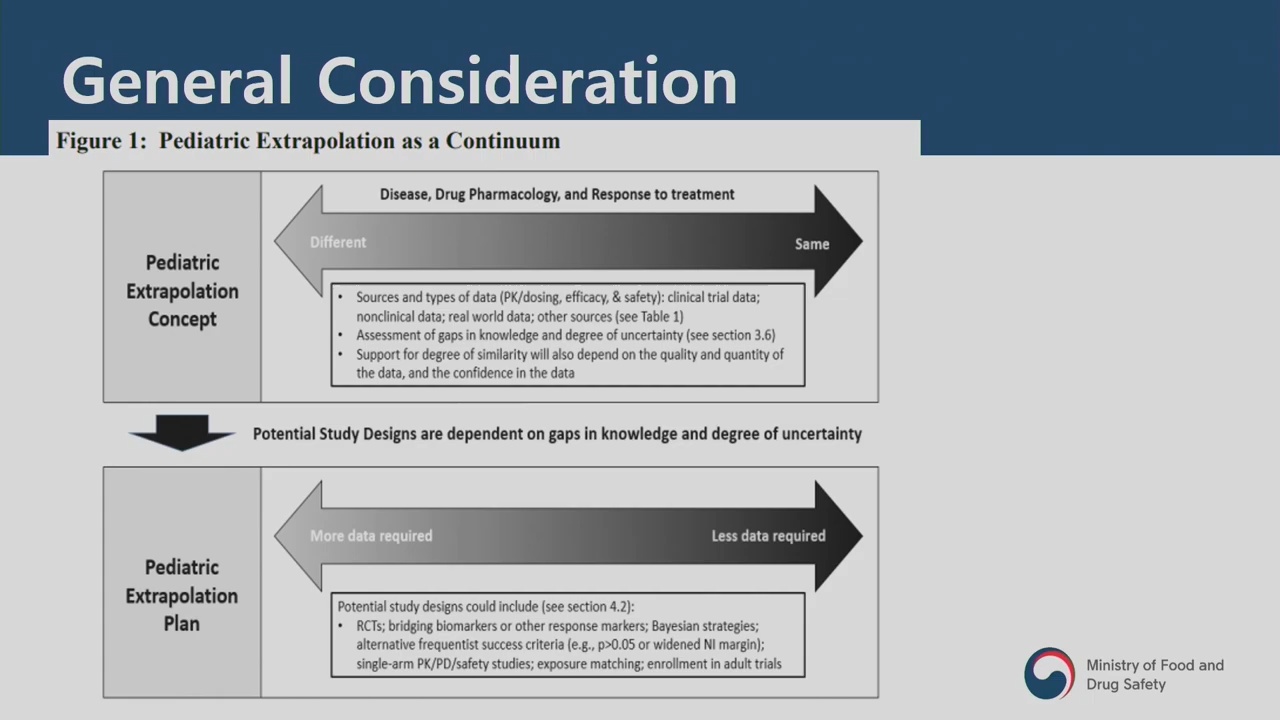 General Consideration
Figure 1: Pediatric Extrapolation as a Continuum
Pediatric
Extrapolation
Concept
Disease, Drug Pharmacology, and Response to treatment
Different
Same
• Sources and types of data (PK/dosing, efficacy, & safety): clinical trial data;
nonclinical data; real world data; other sources (see Table 1)
• Assessment of gaps in knowledge and degree of uncertainty (see section 3.6)
• Support for degree of similarity will also depend on the quality and quantity of
the data, and the confidence in the data
Potential Study Designs are dependent on gaps in knowledge and degree of uncertainty
Pediatric
Extrapolation
Plan
More data required
Less data required
Potential study designs could include (see section 4.2):
• RCTs; bridging biomarkers or other response markers; Bayesian strategies;
alternative frequentist success criteria (e.g., p>0.05 or widened NI margin);
single-arm PK/PD/safety studies; exposure matching; enrollment in adult trials
Ministry of Food and
Drug Safety